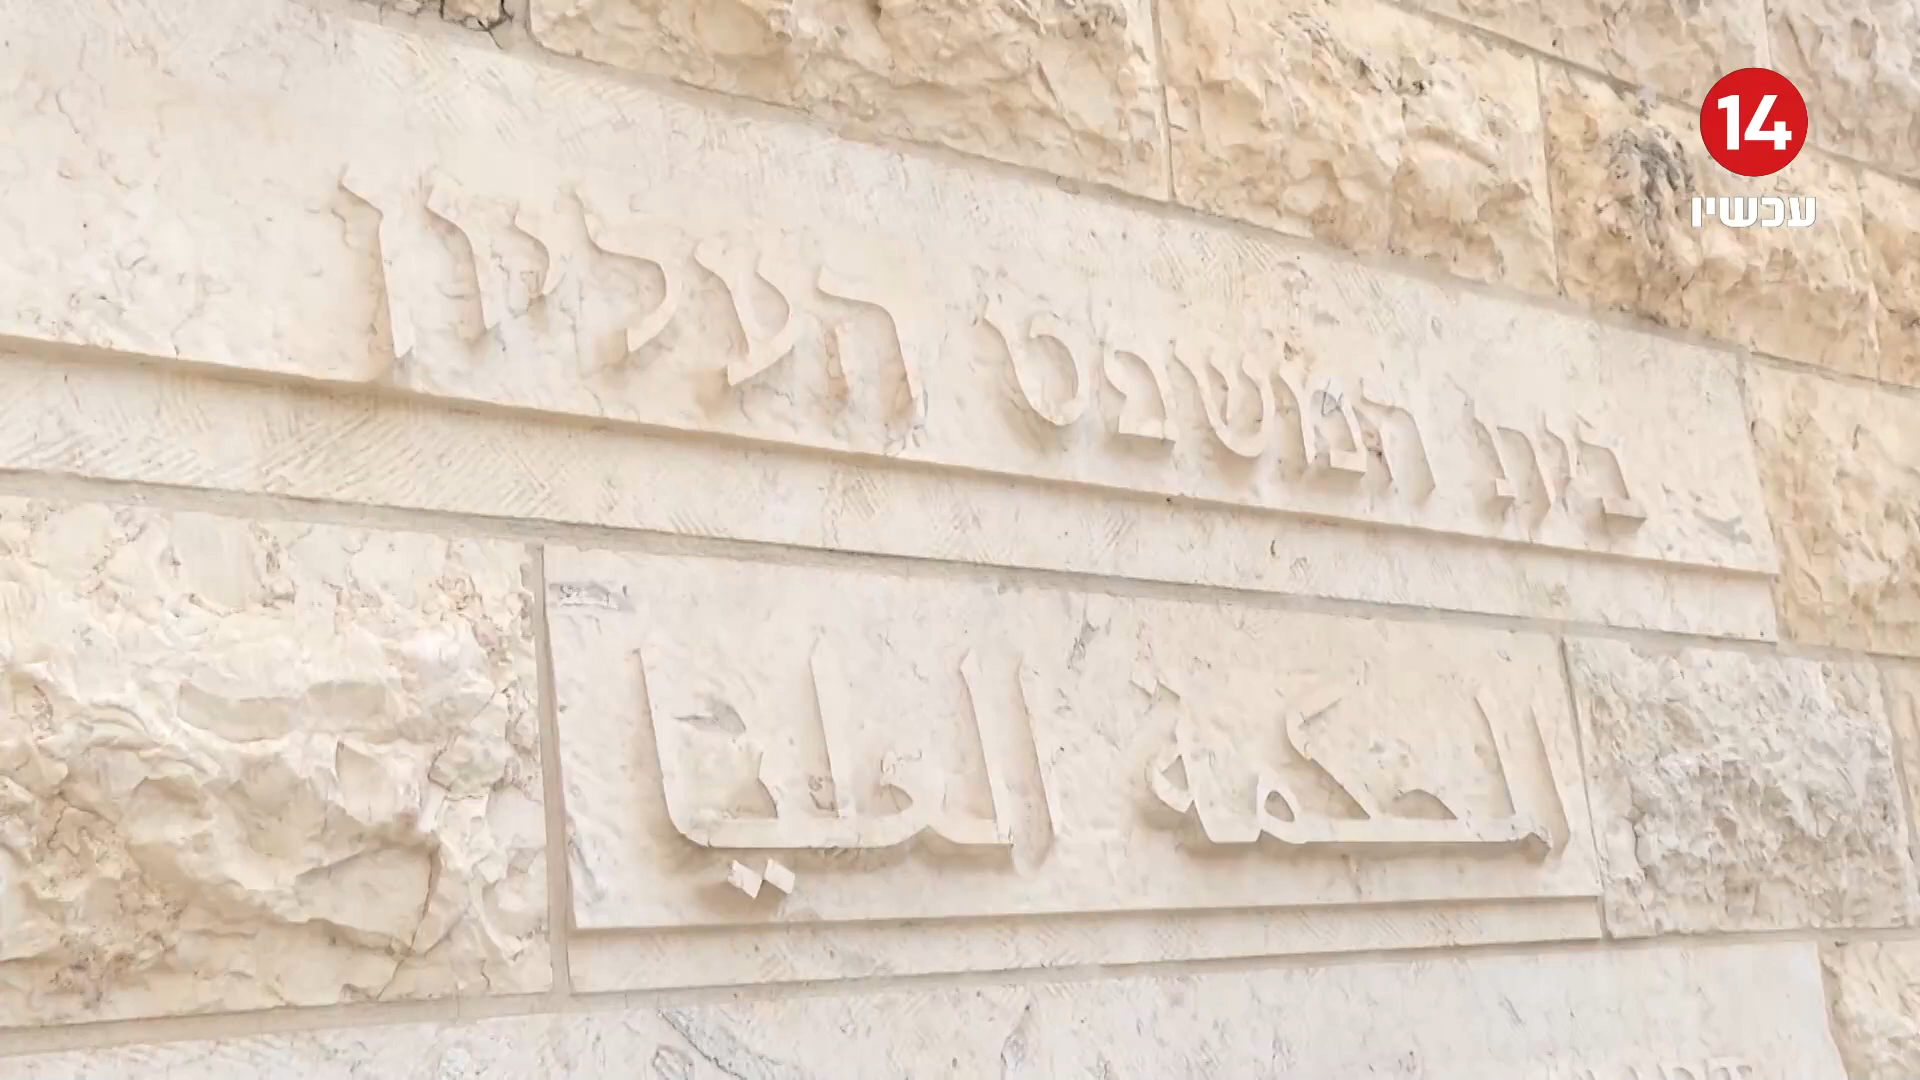 14
עכשיו
בית המשפט העליון
المحكمة العليا